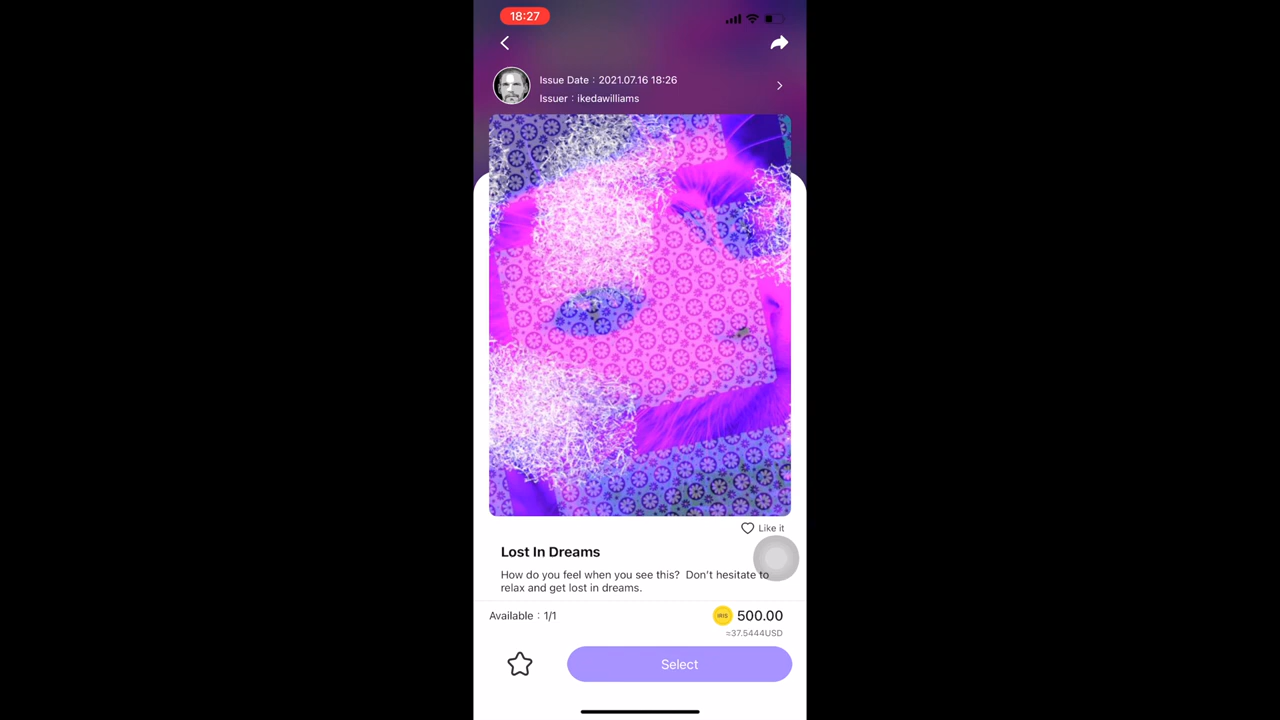 18:27
Issue Date : 2021.07.16 18:26
Issuer : ikedawilliams
Like it
Lost In Dreams
How do you feel when you see this?  Don't hesitate to
relax and get lost in dreams.
Available : 1/1
IRIS 500.00
≈37.5444USD
Select